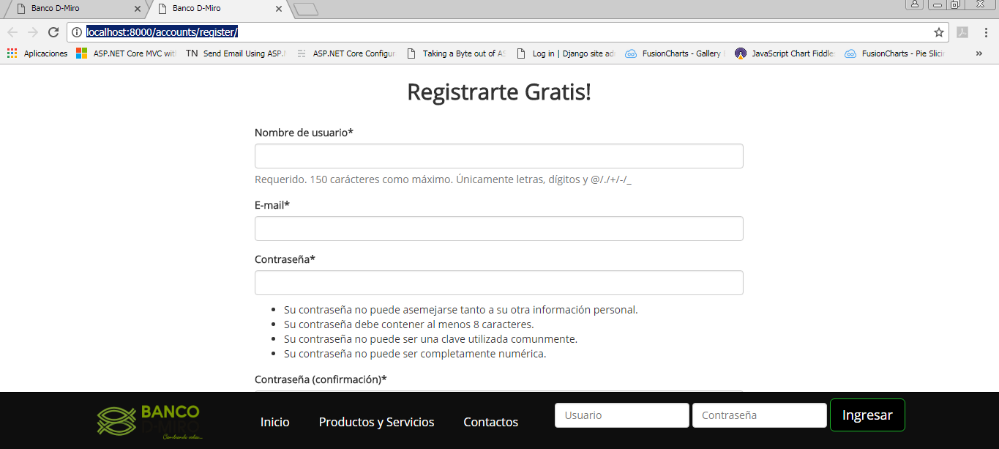 Banco D-Miro
Banco D-Miro
localhost:8000/accounts/register/
Aplicaciones
ASP.NET Core MVC wit
TN Send Email Using ASP.
ASP.NET Core Configur
Taking a Byte out of AS
Log in | Django site ad
FusionCharts - Gallery
JavaScript Chart Fiddle
FusionCharts - Pie Slici
»
Registrarte Gratis!
Nombre de usuario*
Requerido. 150 carácteres como máximo. Únicamente letras, dígitos y @/./+/-/_
E-mail*
Contraseña*
Su contraseña no puede asemejarse tanto a su otra información personal.
Su contraseña debe contener al menos 8 caracteres.
Su contraseña no puede ser una clave utilizada comunmente.
Su contraseña no puede ser completamente numérica.
Contraseña (confirmación)*
BANCO
D-MIRO
Cambiando vidas...
Inicio
Productos y Servicios
Contactos
Usuario
Contraseña
Ingresar